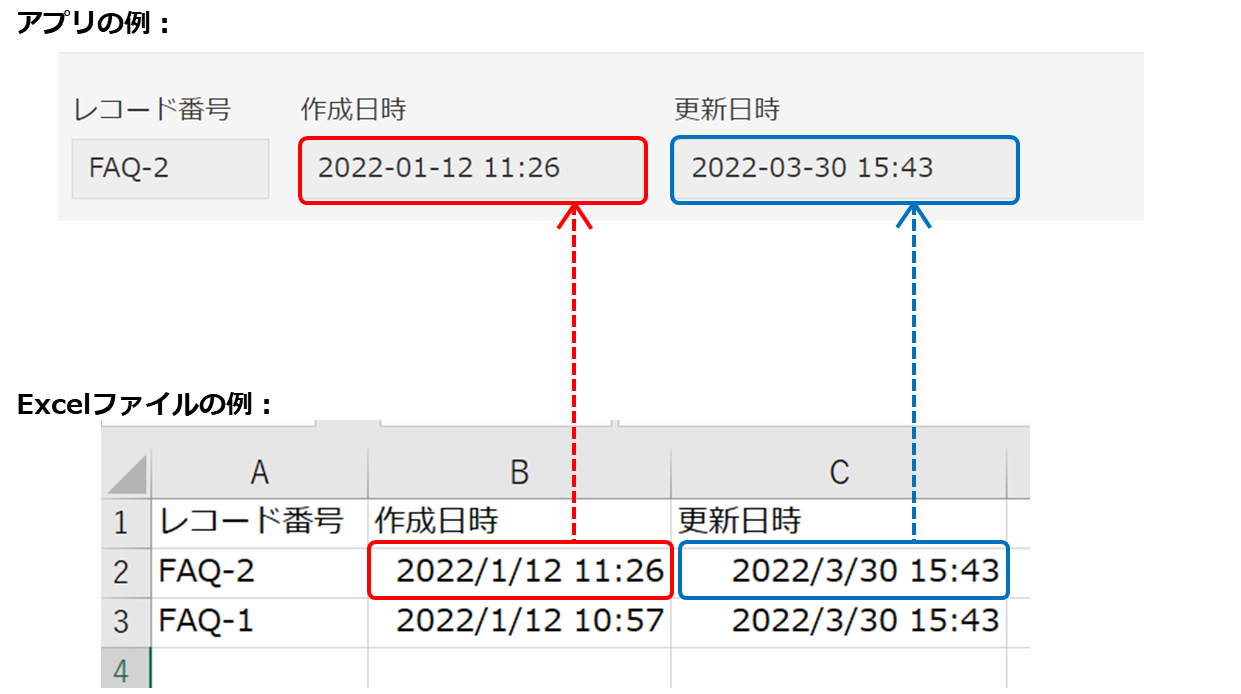 アプリの例：
レコード番号 作成日時 更新日時
FAQ-2 2022-01-12 11:26 2022-03-30 15:43
Excelファイルの例：
A B C
1 レコード番号 作成日時 更新日時
2 FAQ-2 2022/1/12 11:26 2022/3/30 15:43
3 FAQ-1 2022/1/12 10:57 2022/3/30 15:43
4